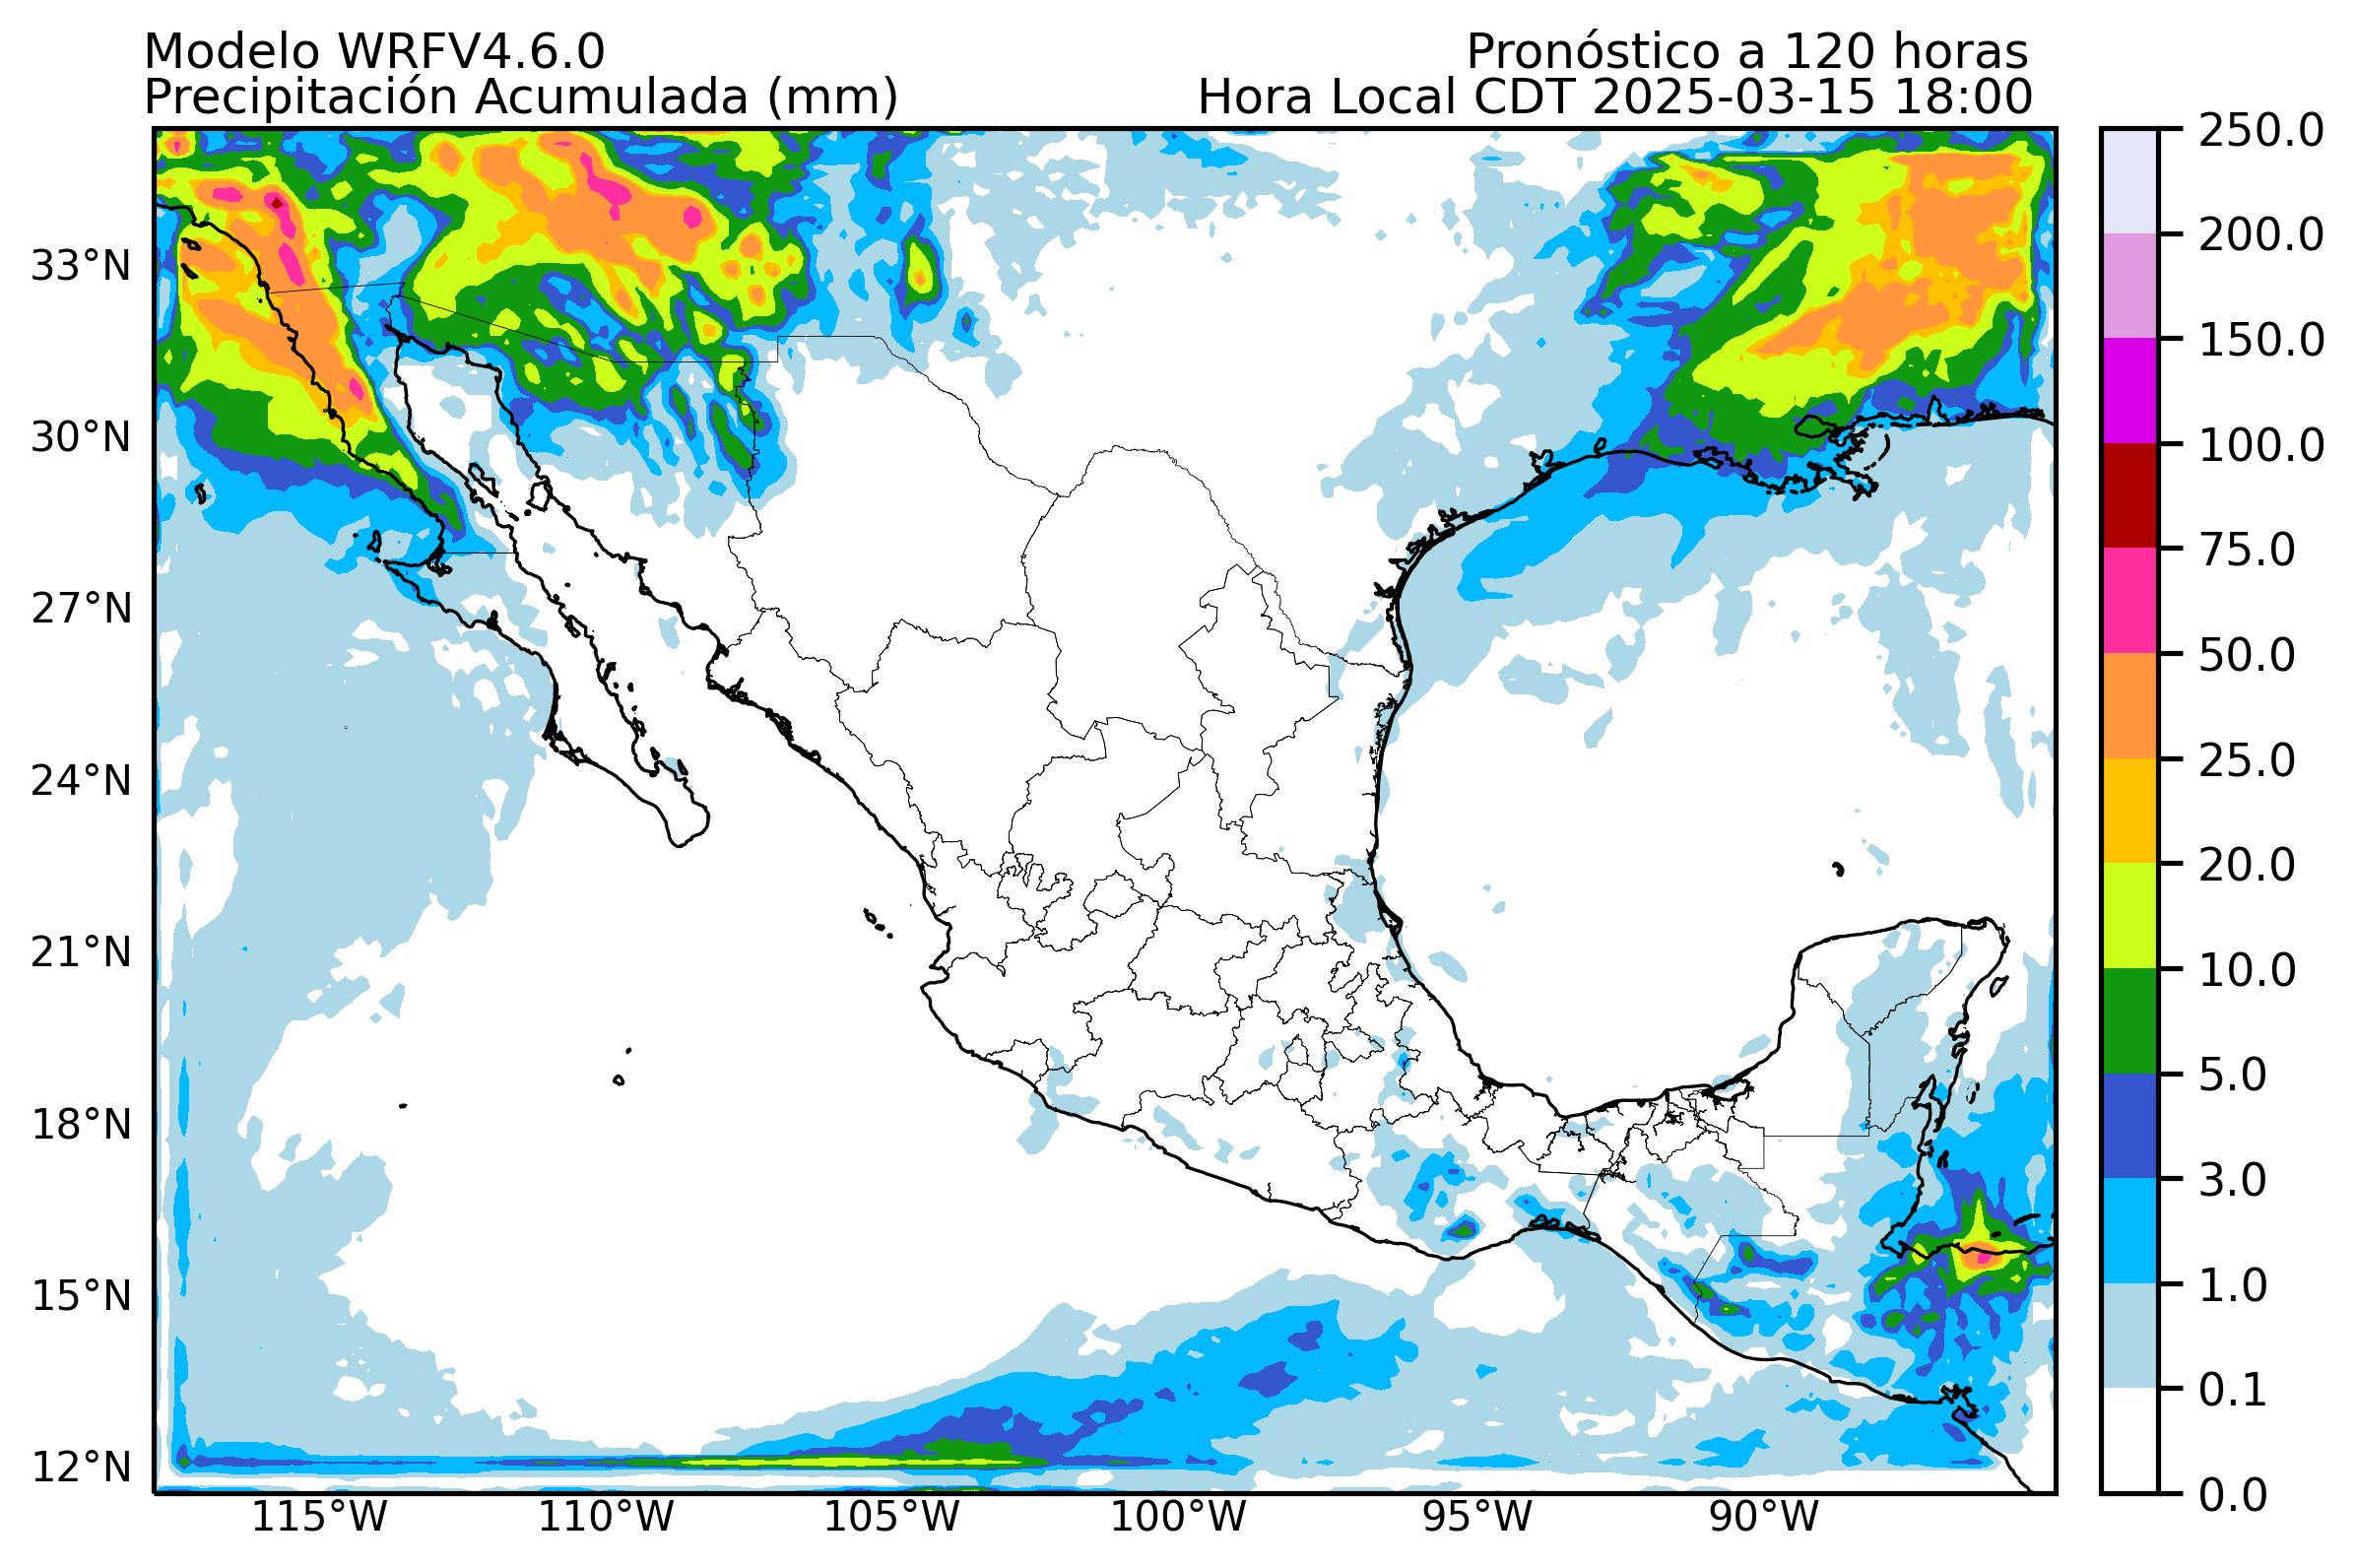 Modelo WRFV4.6.0
Pronóstico a 120 horas
Precipitación Acumulada (mm)
Hora Local CDT 2025-03-15 18:00
250.0
200.0
150.0
100.0
75.0
50.0
25.0
20.0
10.0
5.0
3.0
1.0
0.1
0.0
33°N
30°N
27°N
24°N
21°N
18°N
15°N
12°N
115°W
110°W
105°W
100°W
95°W
90°W